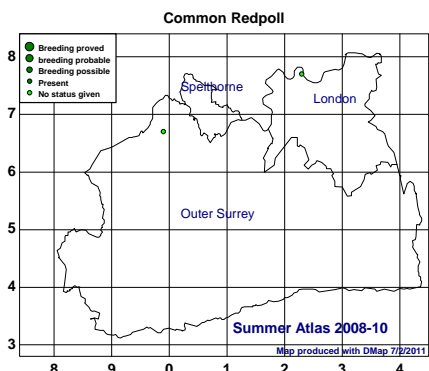 Common Redpoll
Breeding proved
breeding probable
Breeding possible
Present
No status given
8
7
6
5
4
3
Spelthorne
London
Outer Surrey
Summer Atlas 2008-10
Map produced with DMap 7/2/2011
8 9 0 1 2 3 4